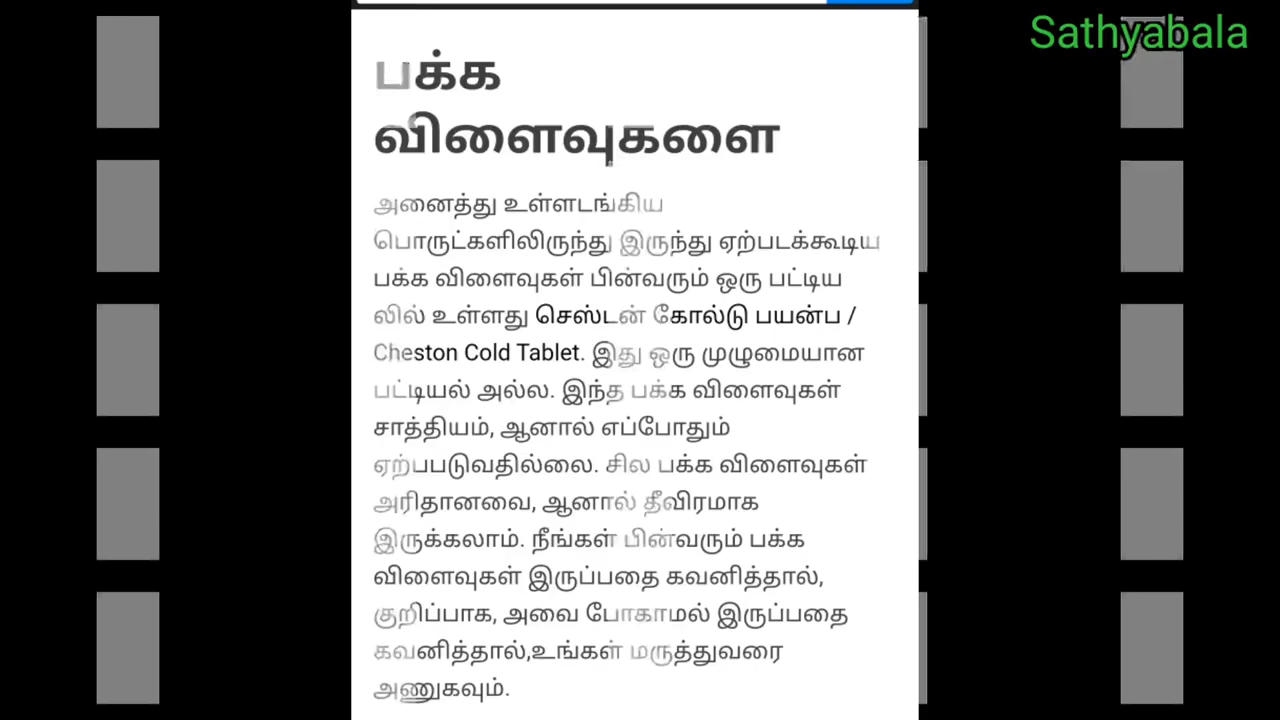 Sathyabala
பக்க
விளைவுகளை
அனைத்து உள்ளடங்கிய
பொருட்களிலிருந்து இருந்து ஏற்படக்கூடிய
பக்க விளைவுகள் பின்வரும் ஒரு பட்டிய
லில் உள்ளது செஸ்டன் கோல்டு பயன்ப /
Cheston Cold Tablet. இது ஒரு முழுமையான
பட்டியல் அல்ல. இந்த பக்க விளைவுகள்
சாத்தியம், ஆனால் எப்போதும்
ஏற்பபடுவதில்லை. சில பக்க விளைவுகள்
அரிதானவை, ஆனால் தீவிரமாக
இருக்கலாம். நீங்கள் பின்வரும் பக்க
விளைவுகள் இருப்பதை கவனித்தால்,
குறிப்பாக, அவை போகாமல் இருப்பதை
கவனித்தால்,உங்கள் மருத்துவரை
அணுகவும்.